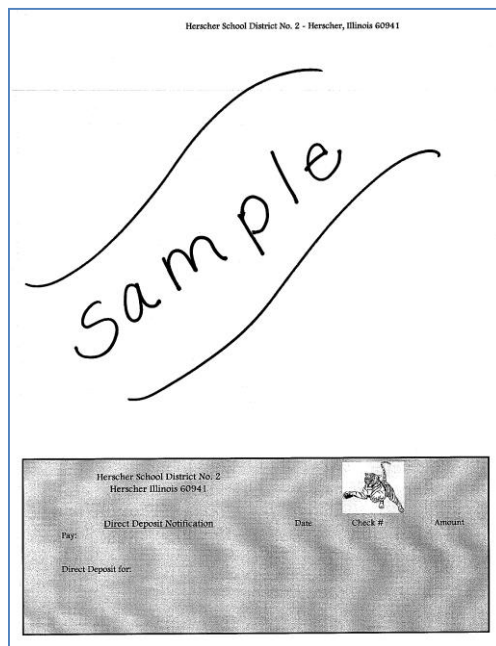 Herscher School District No. 2 - Herscher, Illinois 60941
Sample
Herscher School District No. 2
Herscher Illinois 60941
Direct Deposit Notification Date Check # Amount
Pay:
Direct Deposit for: